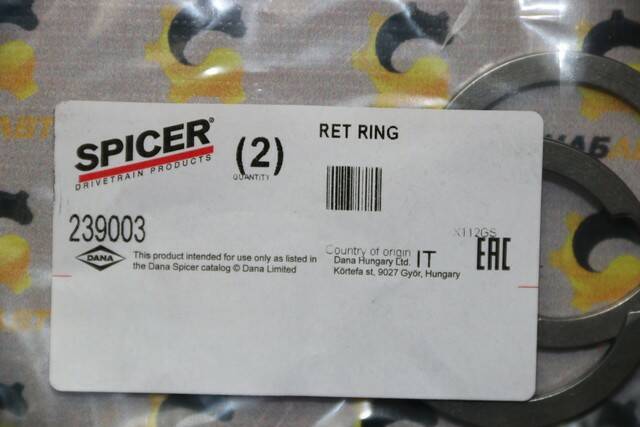 SPICER®
DRIVETRAIN PRODUCTS
(2)
QUANTITY
RET RING
239003
X112GS
DANA
This product intended for use only as listed in
the Dana Spicer catalog © Dana Limited
Country of origin IT
Dana Hungary Ltd.
Körtefa st, 9027 Győr, Hungary
EAC